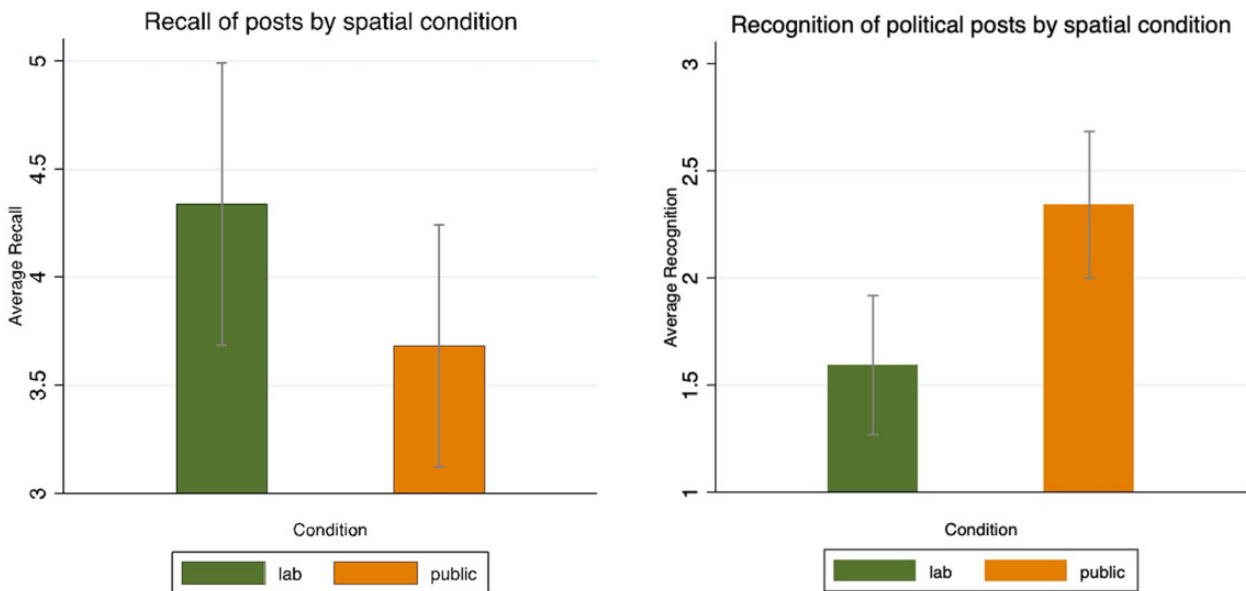 Recall of posts by spatial condition
5
4.5
4
3.5
3
Average Recall
Condition
lab public
Recognition of political posts by spatial condition
3
2.5
2
1.5
1
Average Recognition
Condition
lab public